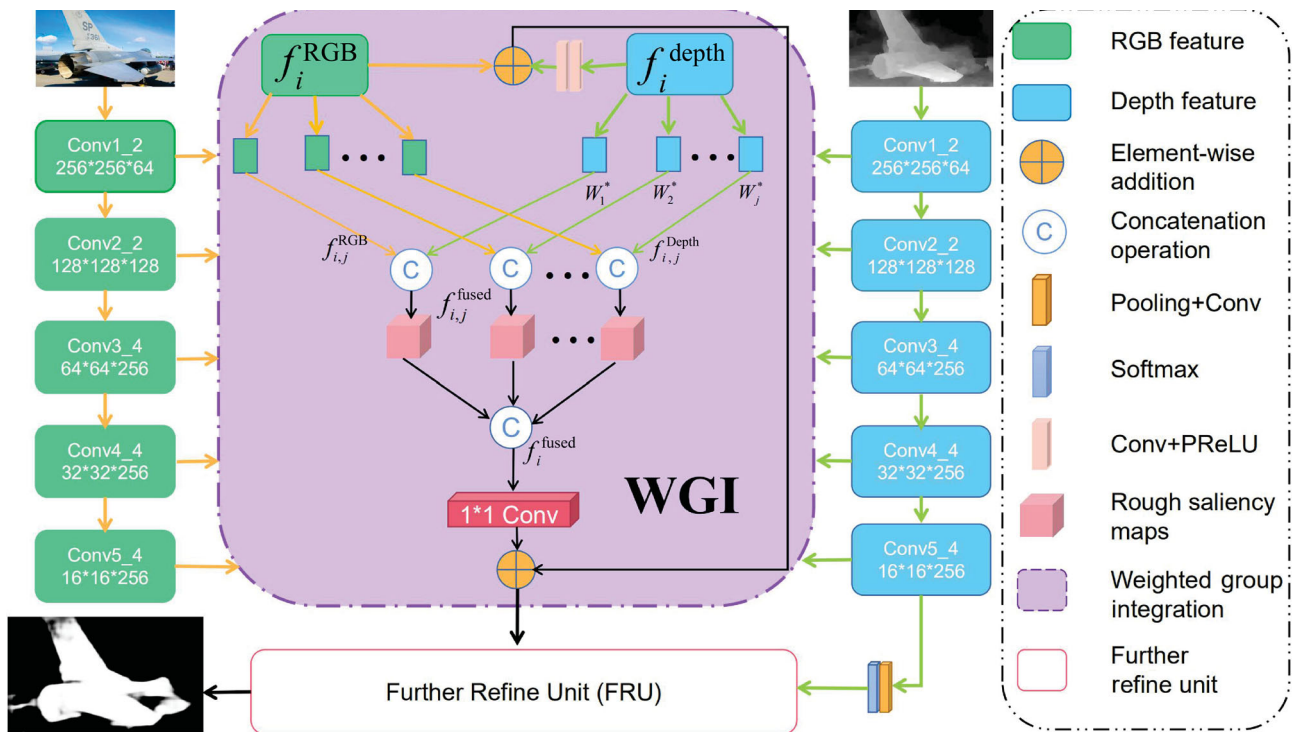 SP
f_i^RGB
f_i^depth
Conv1_2
256*256*64
Conv2_2
128*128*128
Conv3_4
64*64*256
Conv4_4
32*32*256
Conv5_4
16*16*256
W_1^*
W_2^*
W_j^*
f_{i,j}^RGB
f_{i,j}^Depth
C
C
C
f_{i,j}^fused
C
f_i^fused
1*1 Conv
WGI
Conv1_2
256*256*64
Conv2_2
128*128*128
Conv3_4
64*64*256
Conv4_4
32*32*256
Conv5_4
16*16*256
Further Refine Unit (FRU)
RGB feature
Depth feature
Element-wise
addition
C
Concatenation
operation
Pooling+Conv
Softmax
Conv+PReLU
Rough saliency
maps
Weighted group
integration
Further
refine unit